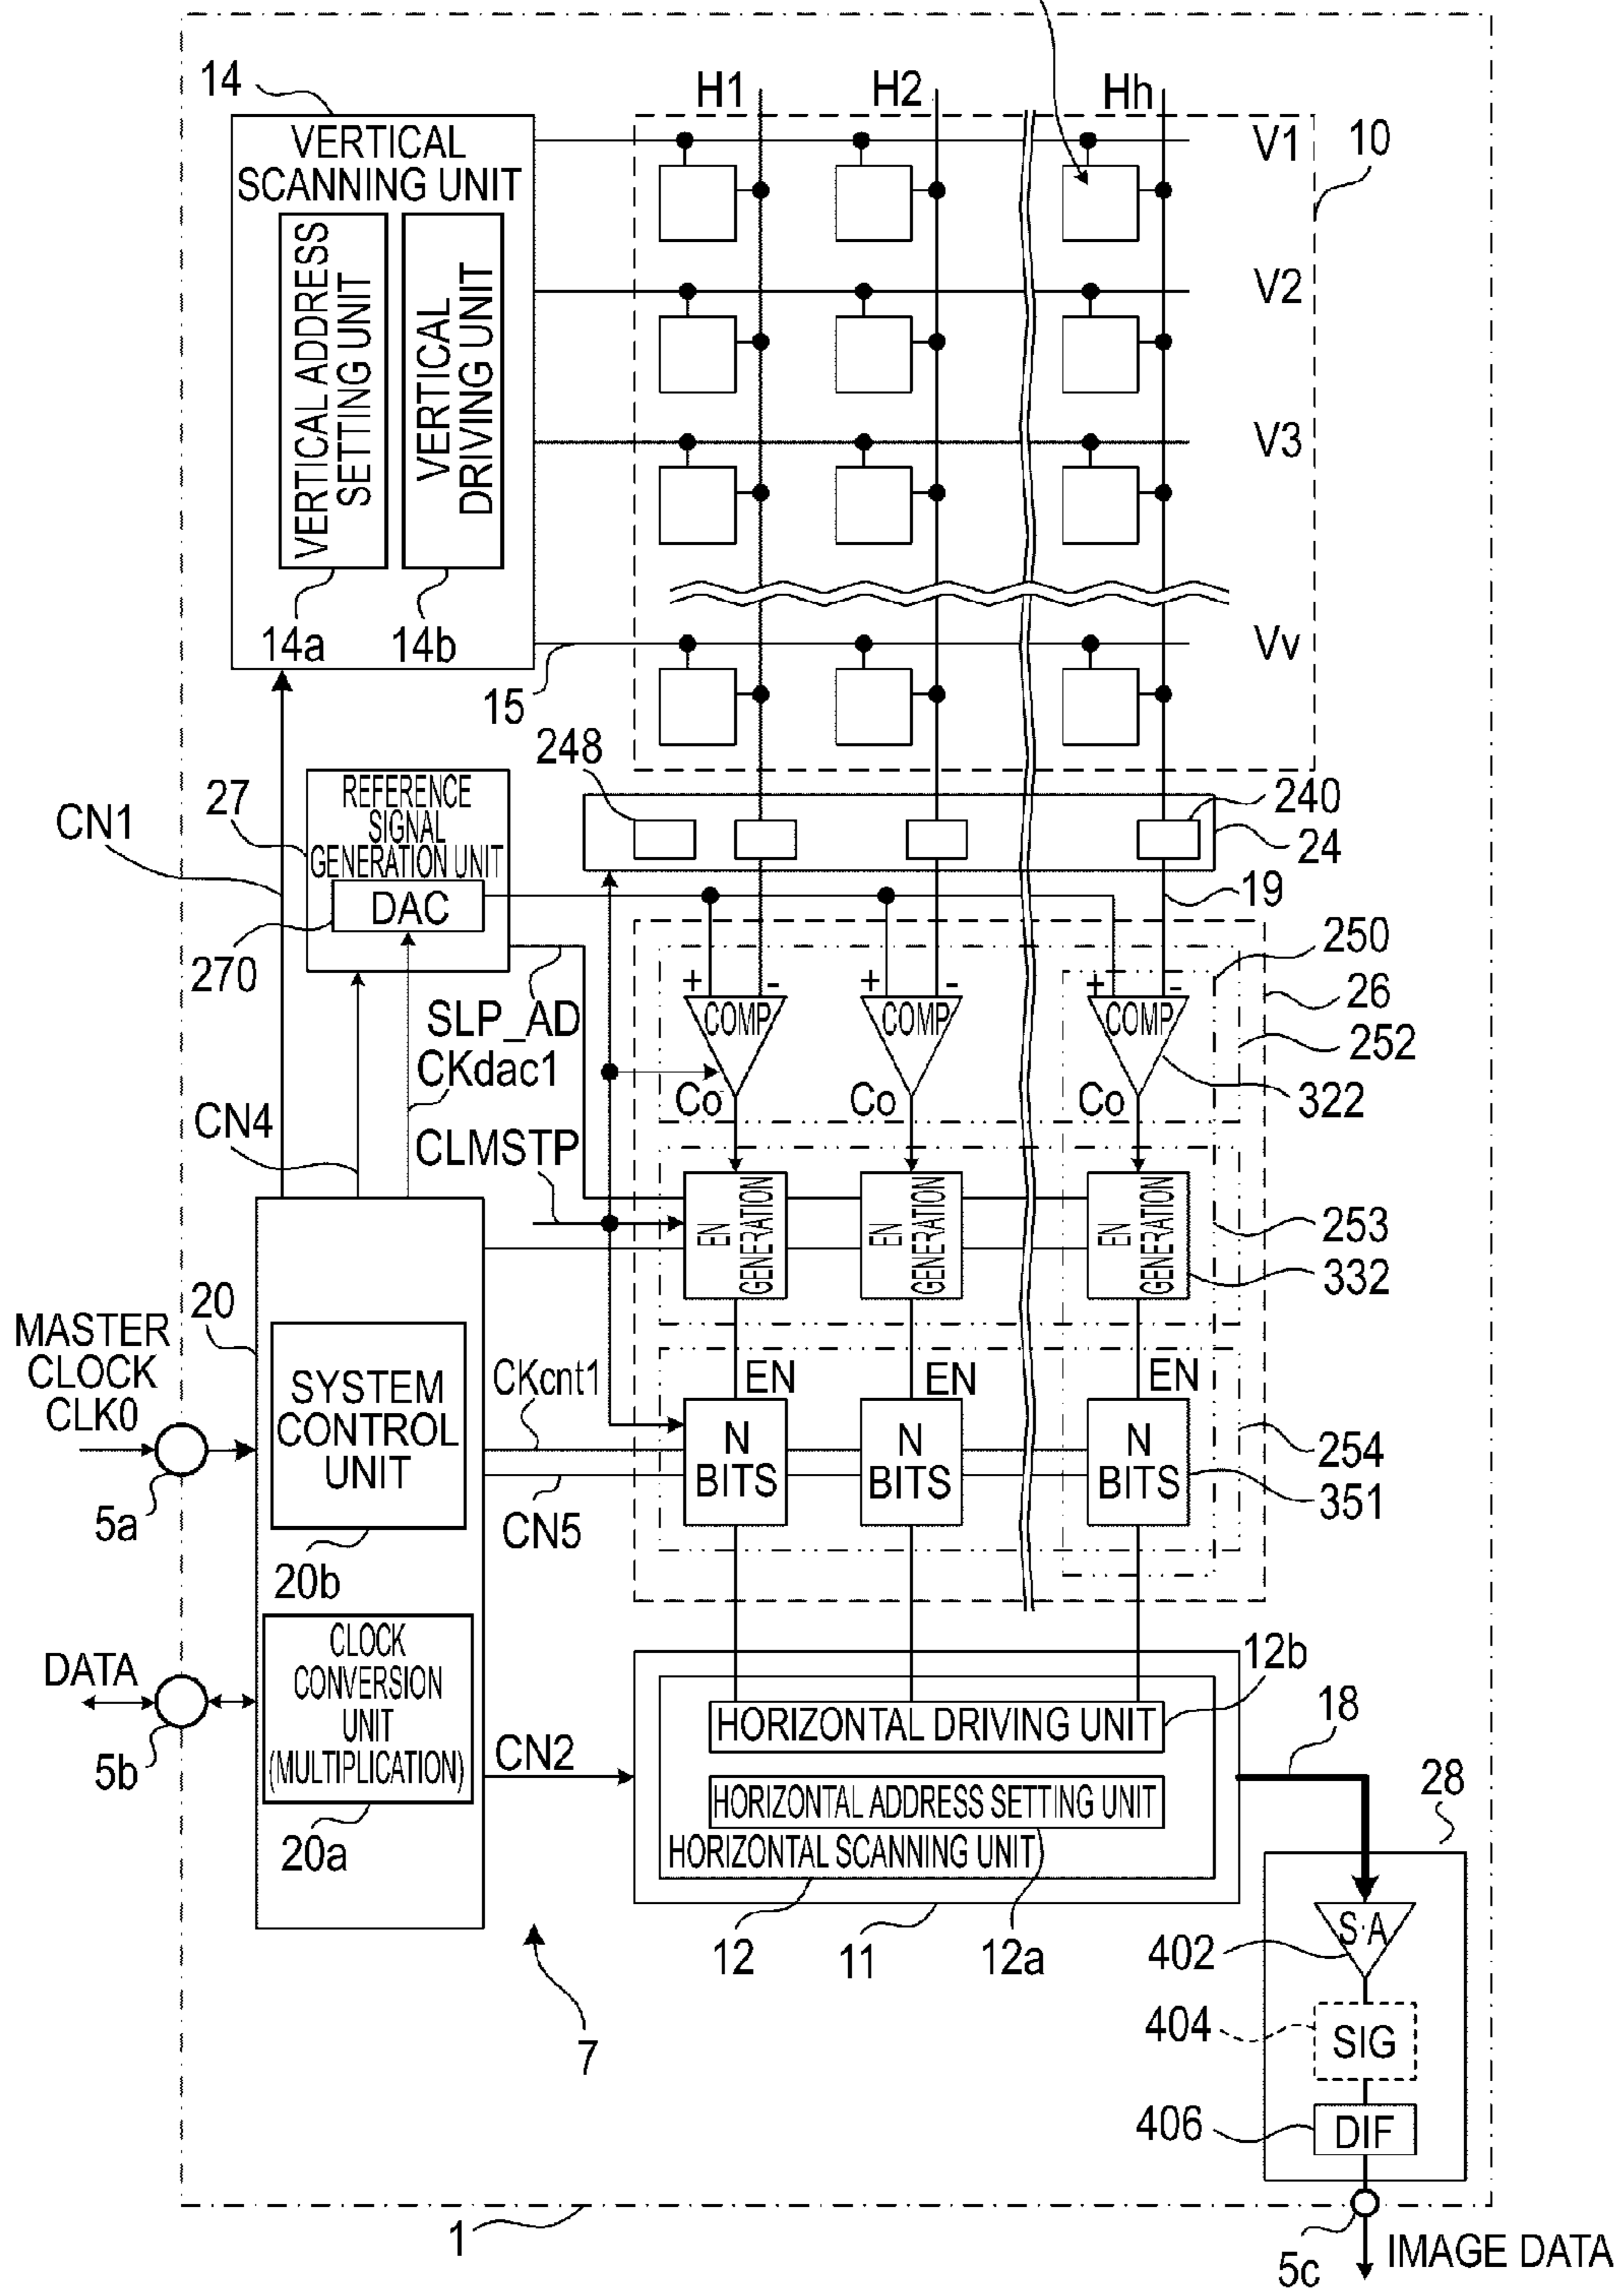 14
H1
H2
Hh
VERTICAL
SCANNING UNIT
V1
10
VERTICAL ADDRESS
SETTING UNIT
VERTICAL
DRIVING UNIT
V2
V3
14a
14b
Vv
15
248
27
REFERENCE
SIGNAL
GENERATION UNIT
240
24
CN1
DAC
19
270
250
+
-
+
-
+
-
26
COMP
COMP
COMP
252
SLP_AD
CKdac1
Co
Co
Co
322
CN4
CLMSTP
EN
GENERATION
EN
GENERATION
EN
GENERATION
253
332
20
MASTER
CLOCK
CLK0
SYSTEM
CONTROL
UNIT
CKcnt1
EN
EN
EN
N
BITS
N
BITS
N
BITS
254
351
5a
CN5
20b
CLOCK
CONVERSION
UNIT
(MULTIPLICATION)
DATA
12b
HORIZONTAL DRIVING UNIT
18
5b
CN2
HORIZONTAL ADDRESS SETTING UNIT
28
20a
HORIZONTAL SCANNING UNIT
12
11
12a
S·A
402
7
404
SIG
406
DIF
1
5c
IMAGE DATA